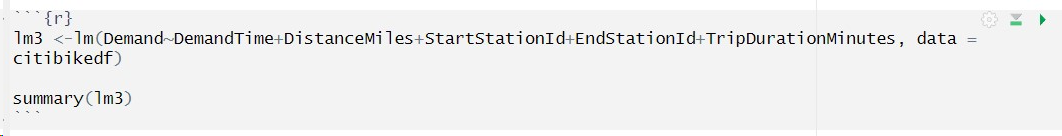 ```{r}
lm3 <-lm(Demand~DemandTime+DistanceMiles+StartStationId+EndStationId+TripDurationMinutes, data =
citibikedf)
summary(lm3)
```